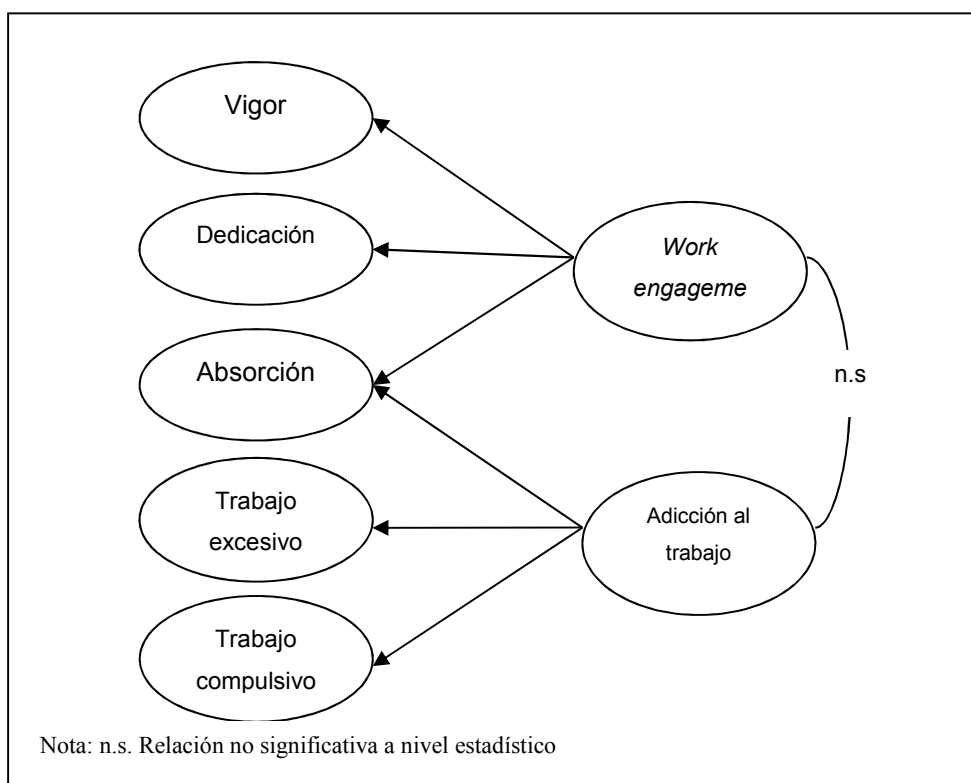 Vigor
Dedicación
Absorción
Trabajo
excesivo
Trabajo
compulsivo
Work
engageme
Adicción al
trabajo
n.s
Nota: n.s. Relación no significativa a nivel estadístico